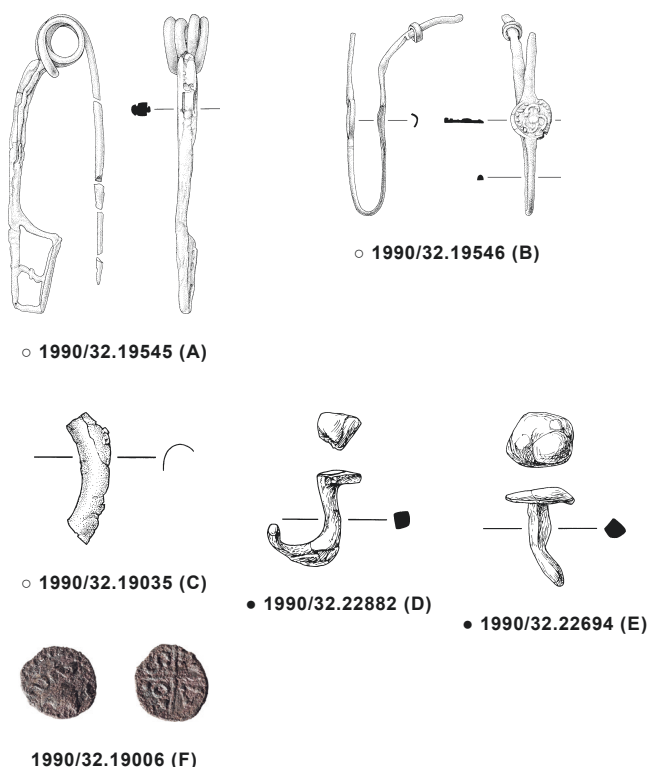 ○ 1990/32.19546 (B)
○ 1990/32.19545 (A)
○ 1990/32.19035 (C)
● 1990/32.22882 (D)
● 1990/32.22694 (E)
1990/32.19006 (F)